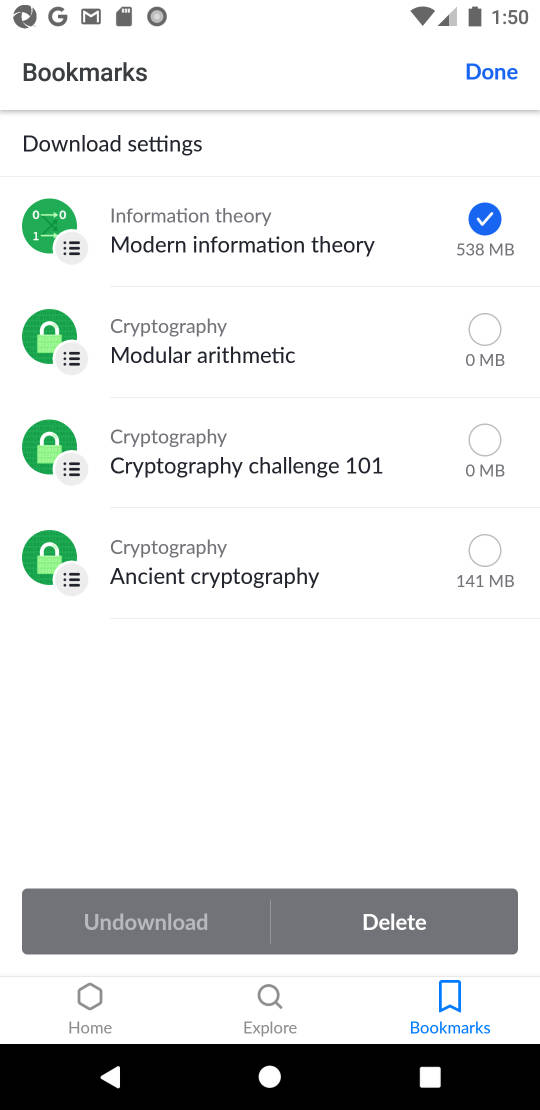 1:50
Bookmarks
Done
Download settings
0→0
1→
Information theory
Modern information theory
538 MB
Cryptography
Modular arithmetic
0 MB
Cryptography
Cryptography challenge 101
0 MB
Cryptography
Ancient cryptography
141 MB
Undownload
Delete
Home
Explore
Bookmarks